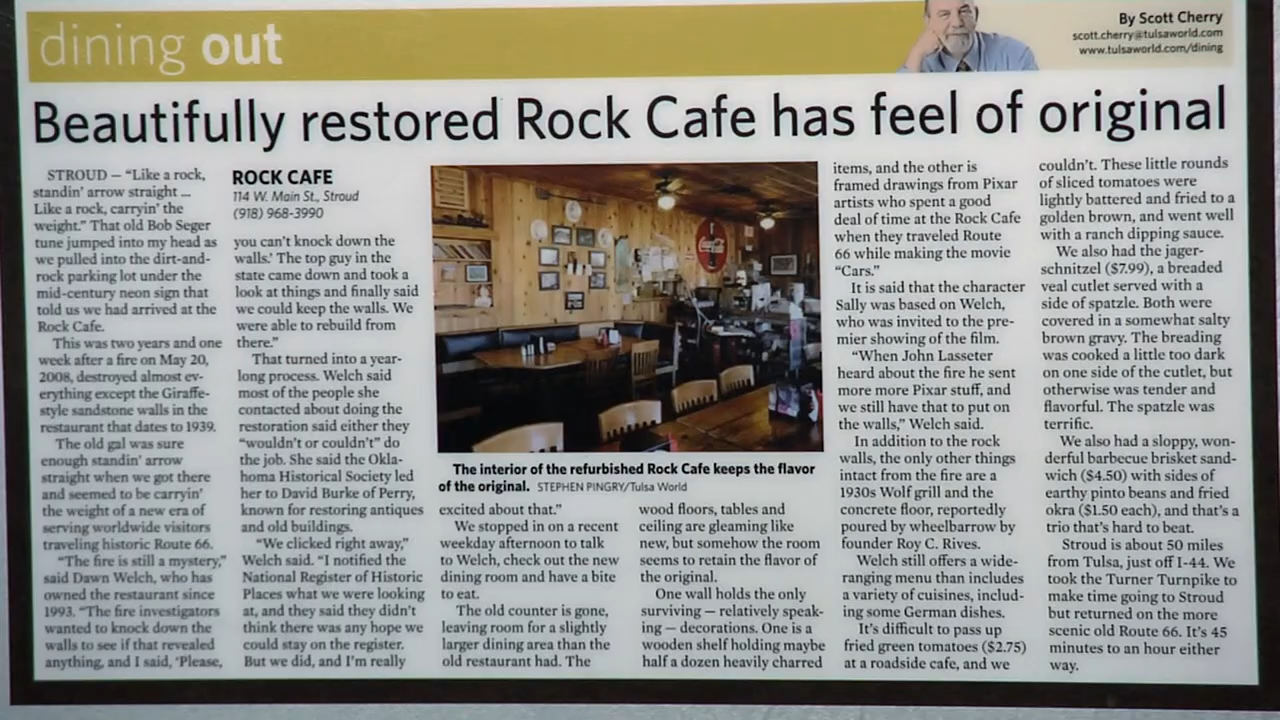 dining out
By Scott Cherry
scott.cherry@tulsaworld.com
www.tulsaworld.com/dining
Beautifully restored Rock Cafe has feel of original
STROUD — “Like a rock,
standin’ arrow straight ...
Like a rock, carryin’ the
weight.” That old Bob Seger
tune jumped into my head as
we pulled into the dirt-and-
rock parking lot under the
mid-century neon sign that
told us we had arrived at the
Rock Cafe.
This was two years and one
week after a fire on May 20,
2008, destroyed almost ev-
erything except the Giraffe-
style sandstone walls in the
restaurant that dates to 1939.
The old gal was sure
enough standin’ arrow
straight when we got there
and seemed to be carryin’
the weight of a new era of
serving worldwide visitors
traveling historic Route 66.
“The fire is still a mystery,”
said Dawn Welch, who has
owned the restaurant since
1993. “The fire investigators
wanted to knock down the
walls to see if that revealed
anything, and I said, ‘Please,
ROCK CAFE
114 W. Main St., Stroud
(918) 968-3990
you can’t knock down the
walls.’ The top guy in the
state came down and took a
look at things and finally said
we could keep the walls. We
were able to rebuild from
there.”
That turned into a year-
long process. Welch said
most of the people she
contacted about doing the
restoration said either they
“wouldn’t or couldn’t” do
the job. She said the Okla-
homa Historical Society led
her to David Burke of Perry,
known for restoring antiques
and old buildings.
“We clicked right away,”
Welch said. “I notified the
National Register of Historic
Places what we were looking
at, and they said they didn’t
think there was any hope we
could stay on the register.
But we did, and I’m really
Coca-Cola
The interior of the refurbished Rock Cafe keeps the flavor
of the original. STEPHEN PINGRY/Tulsa World
excited about that.”
We stopped in on a recent
weekday afternoon to talk
to Welch, check out the new
dining room and have a bite
to eat.
The old counter is gone,
leaving room for a slightly
larger dining area than the
old restaurant had. The
wood floors, tables and
ceiling are gleaming like
new, but somehow the room
seems to retain the flavor of
the original.
One wall holds the only
surviving — relatively speak-
ing — decorations. One is a
wooden shelf holding maybe
half a dozen heavily charred
items, and the other is
framed drawings from Pixar
artists who spent a good
deal of time at the Rock Cafe
when they traveled Route
66 while making the movie
“Cars.”
It is said that the character
Sally was based on Welch,
who was invited to the pre-
mier showing of the film.
“When John Lasseter
heard about the fire he sent
more more Pixar stuff, and
we still have that to put on
the walls,” Welch said.
In addition to the rock
walls, the only other things
intact from the fire are a
1930s Wolf grill and the
concrete floor, reportedly
poured by wheelbarrow by
founder Roy C. Rives.
Welch still offers a wide-
ranging menu than includes
a variety of cuisines, includ-
ing some German dishes.
It’s difficult to pass up
fried green tomatoes ($2.75)
at a roadside cafe, and we
couldn’t. These little rounds
of sliced tomatoes were
lightly battered and fried to a
golden brown, and went well
with a ranch dipping sauce.
We also had the jager-
schnitzel ($7.99), a breaded
veal cutlet served with a
side of spatzle. Both were
covered in a somewhat salty
brown gravy. The breading
was cooked a little too dark
on one side of the cutlet, but
otherwise was tender and
flavorful. The spatzle was
terrific.
We also had a sloppy, won-
derful barbecue brisket sand-
wich ($4.50) with sides of
earthy pinto beans and fried
okra ($1.50 each), and that’s a
trio that’s hard to beat.
Stroud is about 50 miles
from Tulsa, just off I-44. We
took the Turner Turnpike to
make time going to Stroud
but returned on the more
scenic old Route 66. It’s 45
minutes to an hour either
way.